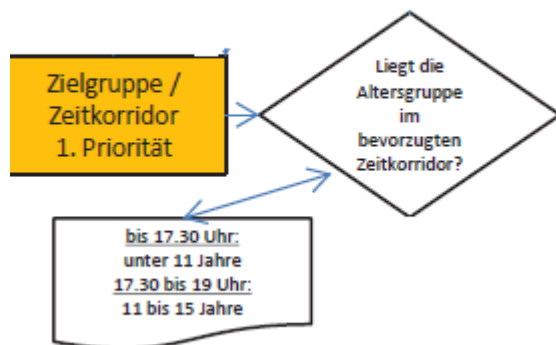 Zielgruppe /
Zeitkorridor
1. Priorität
Liegt die
Altersgruppe
im
bevorzugten
Zeitkorridor?
bis 17.30 Uhr:
unter 11 Jahre
17.30 bis 19 Uhr:
11 bis 15 Jahre